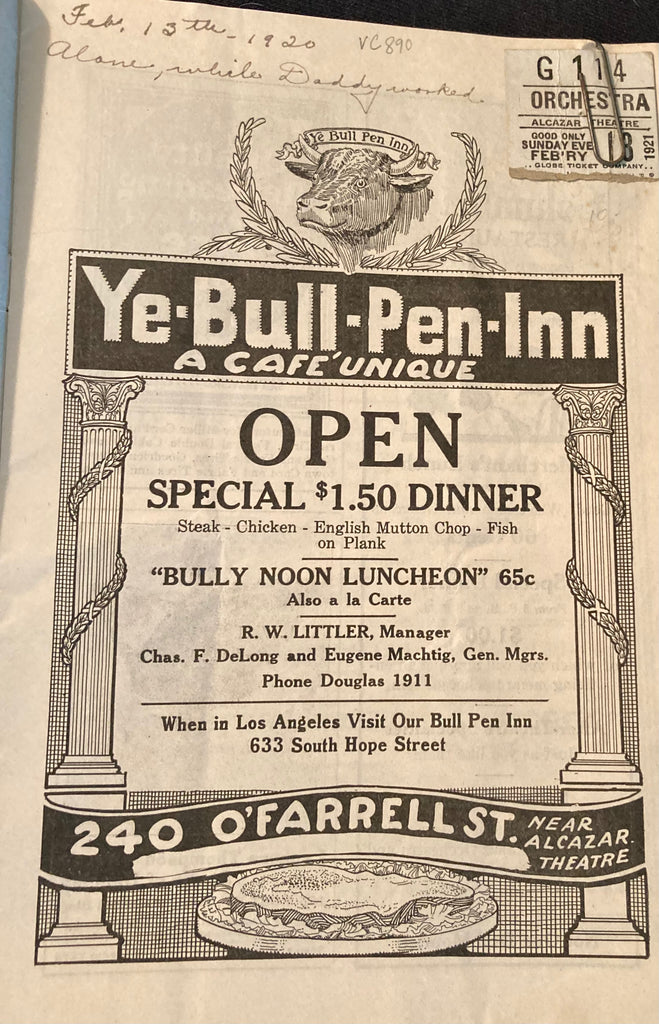 Feb. 13th - 1920
VC890
Alone, while Daddy worked.
G 114
ORCHESTRA
ALCAZAR THEATRE
GOOD ONLY
SUNDAY EVE
FEB'RY 13
1921
GLOBE TICKET COMPANY
Ye Bull Pen Inn
Ye-Bull-Pen-Inn
A CAFÉ UNIQUE
OPEN
SPECIAL $1.50 DINNER
Steak - Chicken - English Mutton Chop - Fish
on Plank
"BULLY NOON LUNCHEON" 65c
Also a la Carte
R. W. LITTLER, Manager
Chas. F. DeLong and Eugene Machtig, Gen. Mgrs.
Phone Douglas 1911
When in Los Angeles Visit Our Bull Pen Inn
633 South Hope Street
240 O'FARRELL ST. NEAR
ALCAZAR
THEATRE